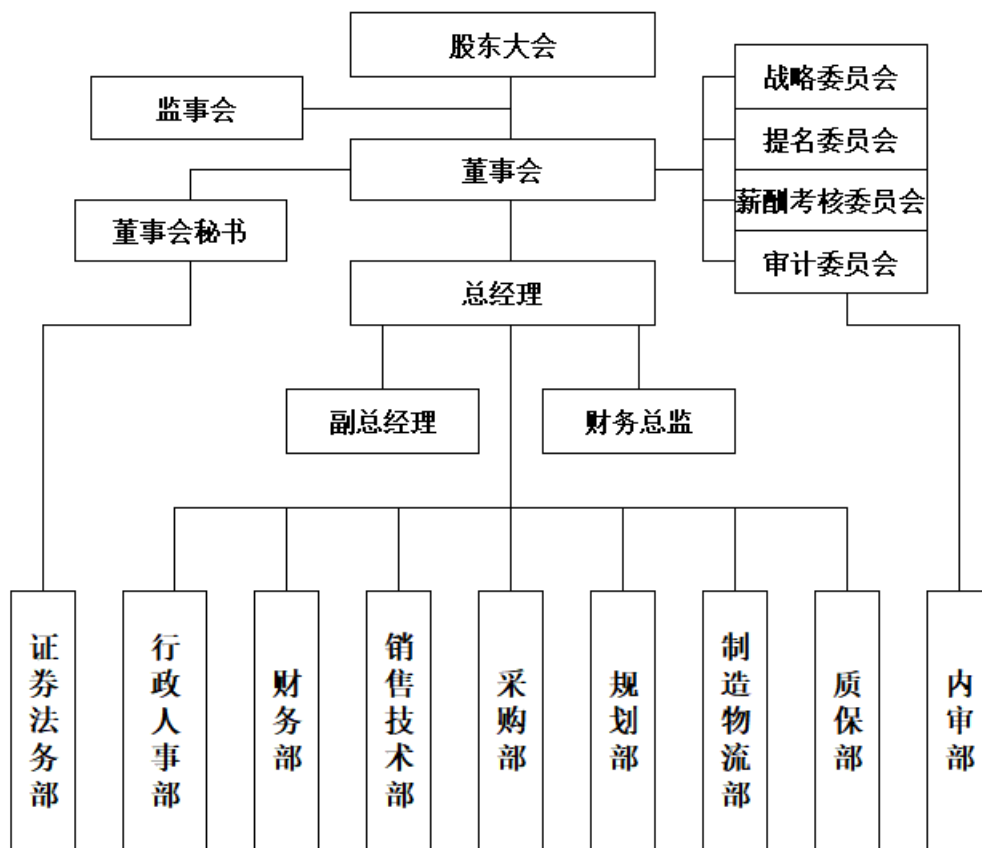 股东大会
监事会
战略委员会
提名委员会
董事会
薪酬考核委员会
董事会秘书
审计委员会
总经理
副总经理
财务总监
证券法务部
行政人事部
财务部
销售技术部
采购部
规划部
制造物流部
质保部
内审部